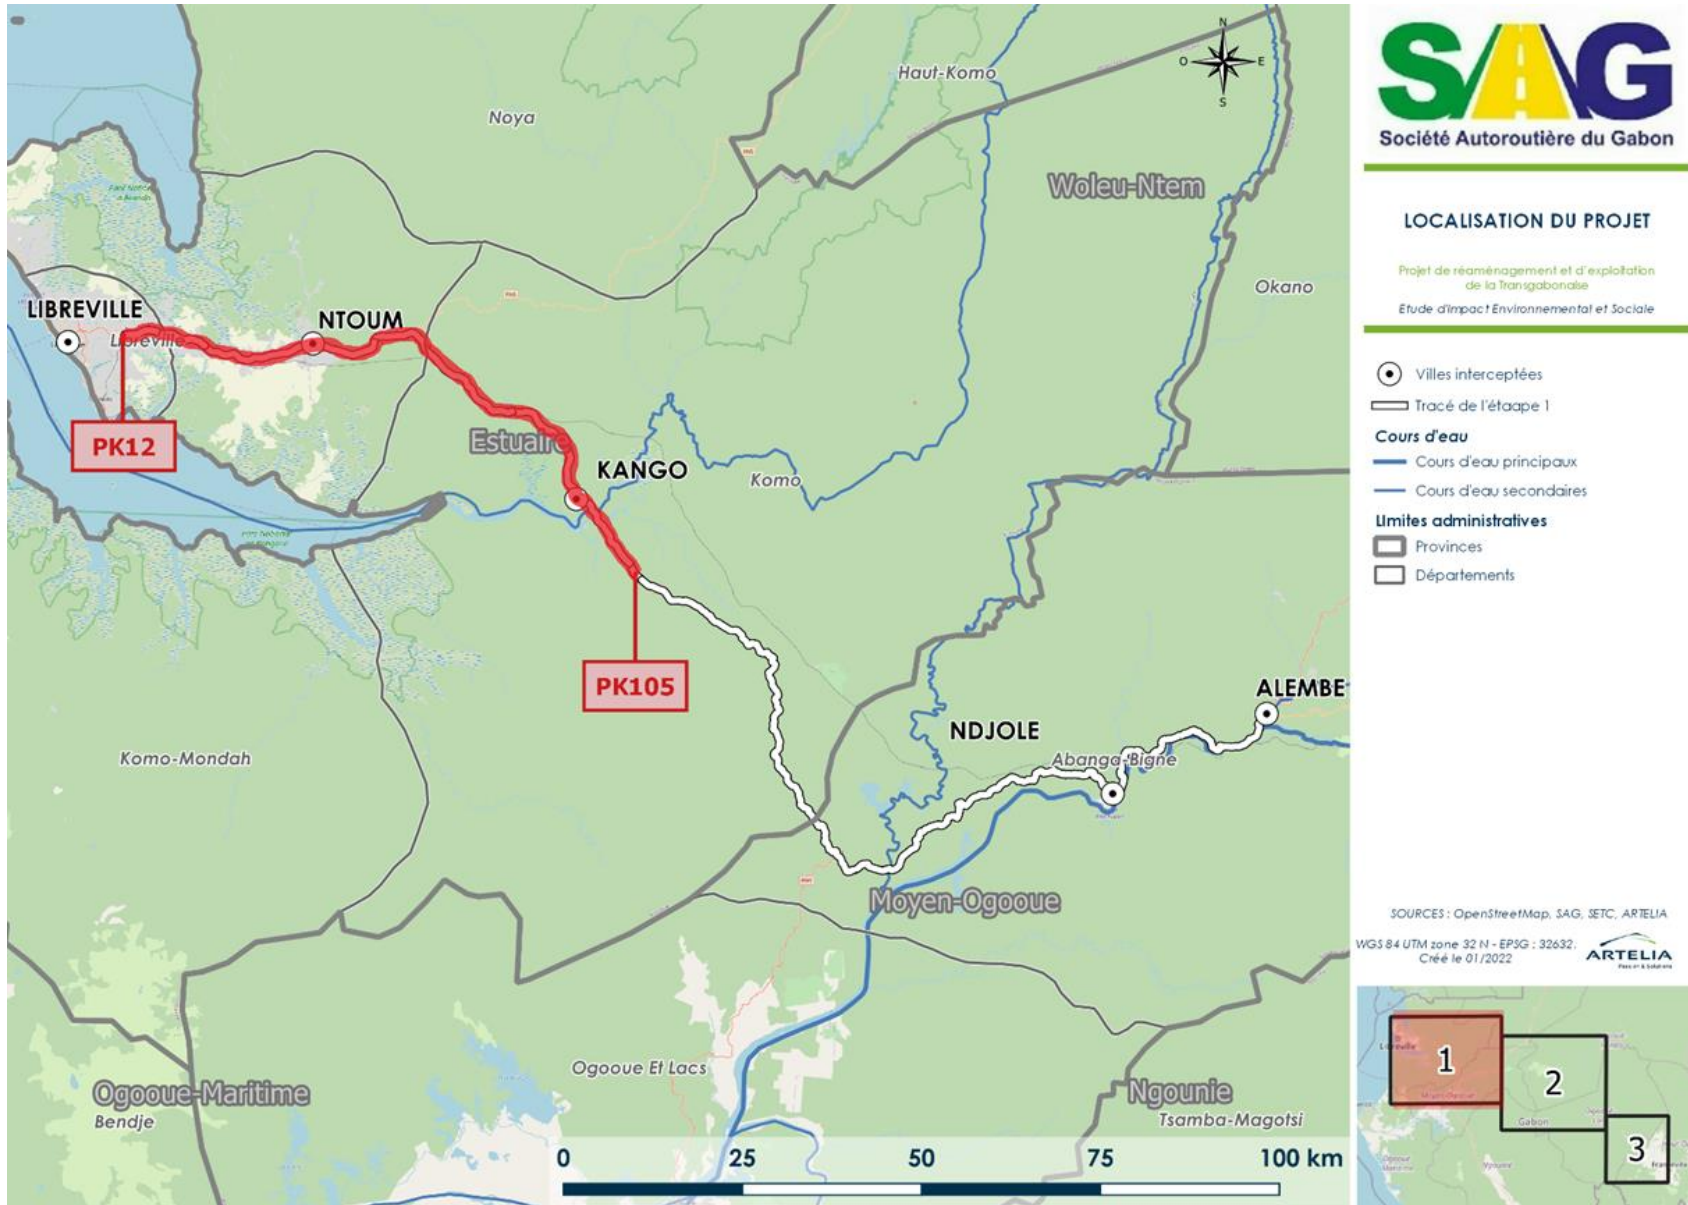 N
O
E
S
Haut-Komo
Noya
Woleu-Ntem
Okano
LIBREVILLE
Libreville
NTOUM
PK12
Estuaire
KANGO
Komo
PK105
NDJOLE
ALEMBE
Abanga-Bigne
Komo-Mondah
Moyen-Ogooue
Ogooue Et Lacs
Ogooue-Maritime
Bendje
Ngounie
Tsamba-Magotsi
0 25 50 75 100 km
SAG
Société Autoroutière du Gabon
LOCALISATION DU PROJET
Projet de réaménagement et d'exploitation
de la Transgabonaise
Etude d'Impact Environnemental et Sociale
Villes interceptées
Tracé de l'étaape 1
Cours d'eau
Cours d'eau principaux
Cours d'eau secondaires
Limites administratives
Provinces
Départements
SOURCES : OpenStreetMap, SAG, SETC, ARTELIA
WGS 84 UTM zone 32 N - EPSG : 32632.
Créé le 01/2022
ARTELIA
Libreville
1
2
Gabon
3